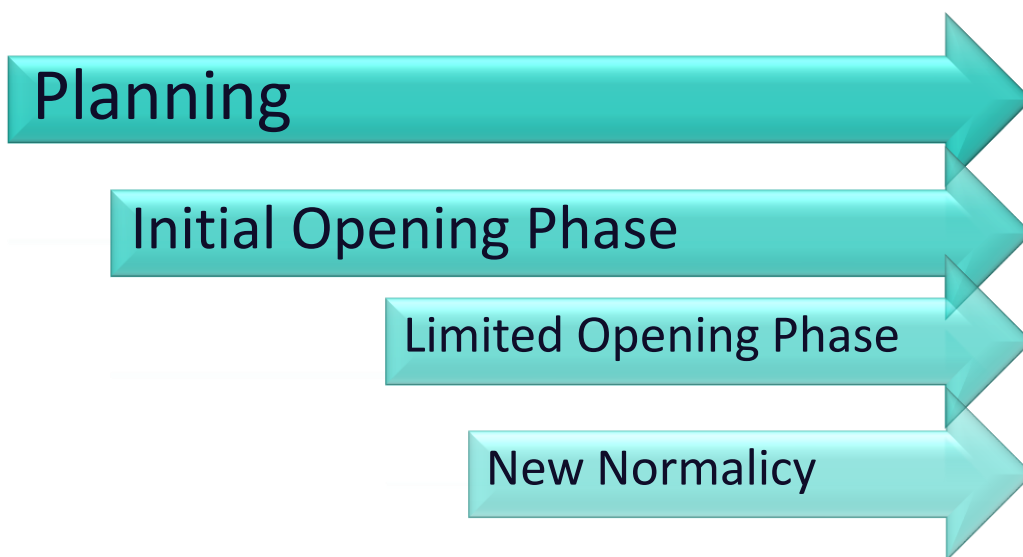 Planning
Initial Opening Phase
Limited Opening Phase
New Normalicy